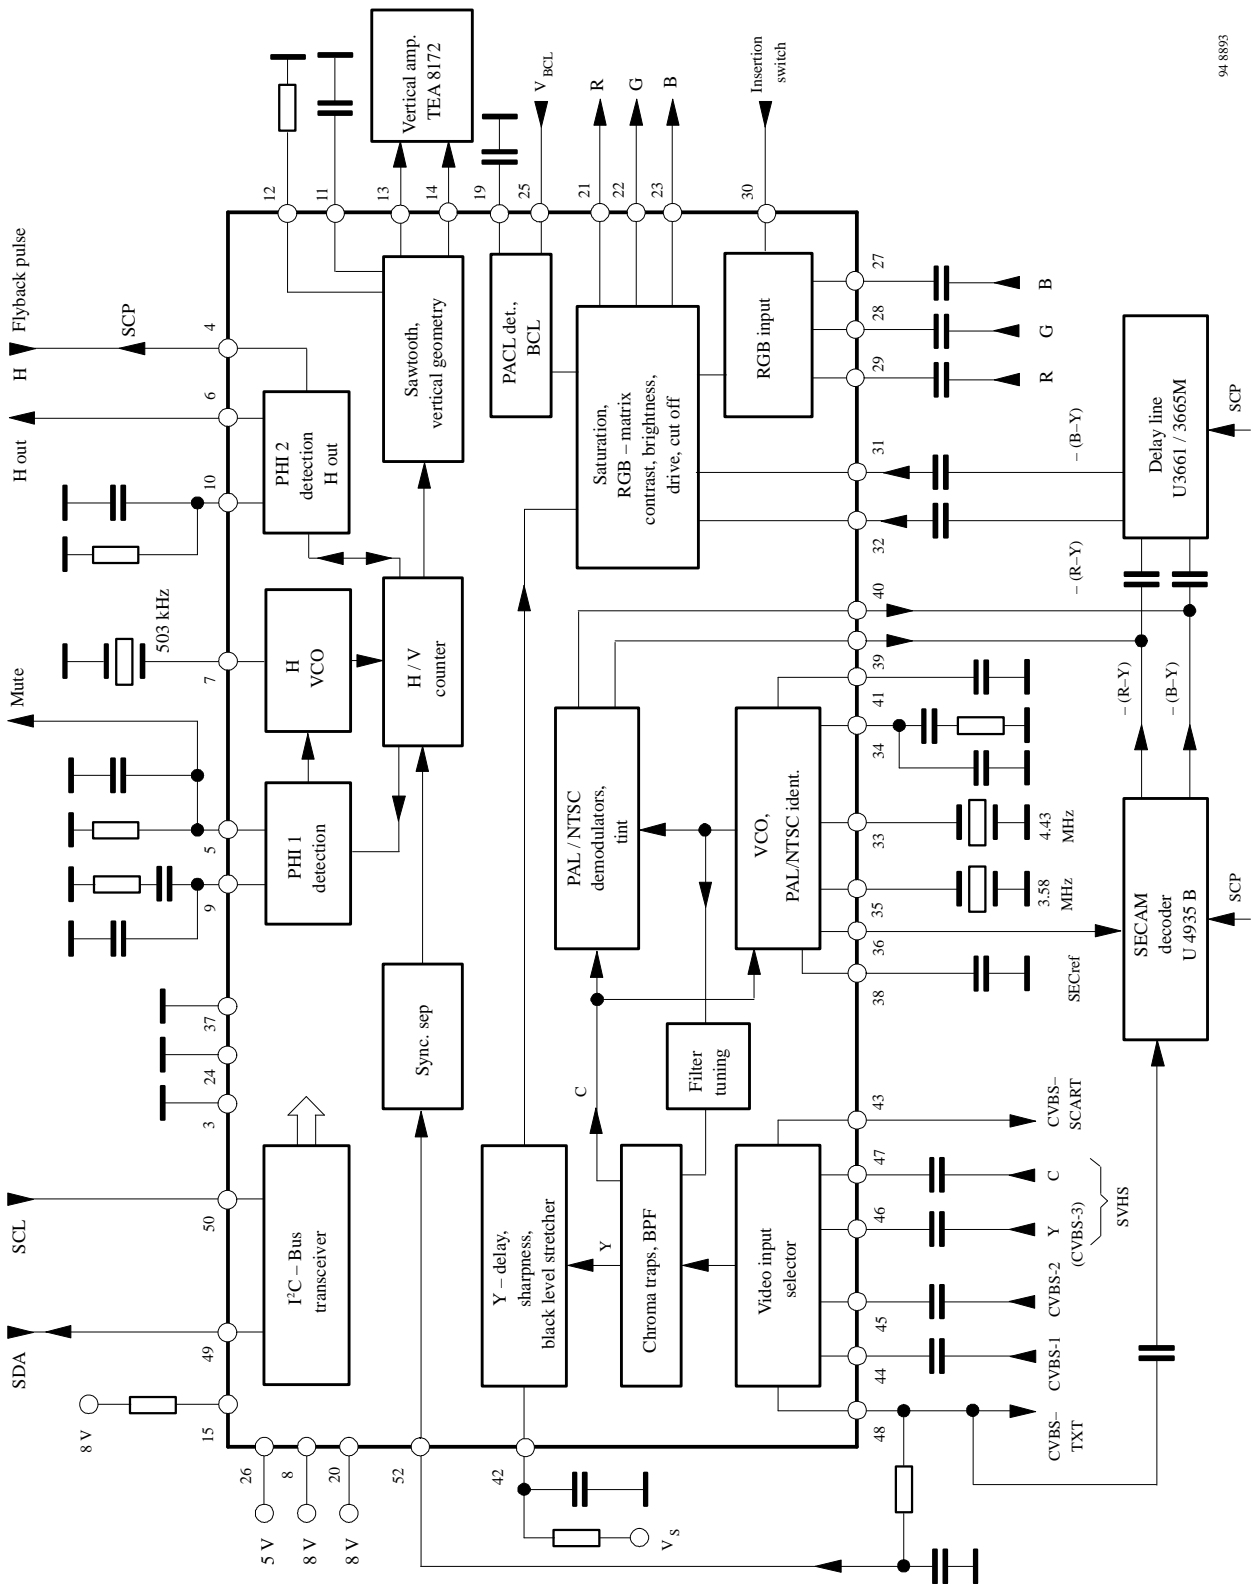 94 8893
Vertical amp.
TEA 8172
V BCL
R
G
B
Insertion
switch
12
11
13
14
19
25
21
22
23
30
H
Flyback pulse
SCP
4
H out
6
10
503 kHz
7
Mute
5
9
37
24
3
SCL
50
SDA
49
8 V
15
PHI 2
detection
H out
Sawtooth,
vertical geometry
PACL det.,
BCL
Saturation,
RGB – matrix
contrast, brightness,
drive, cut off
RGB input
27
28
29
31
32
B
G
R
Delay line
U3661 / 3665M
SCP
– (B–Y)
– (R–Y)
H
VCO
H / V
counter
PHI 1
detection
Sync. sep
PAL / NTSC
demodulators,
tint
VCO,
PAL/NTSC ident.
Filter
tuning
C
40
39
41
34
33
35
36
38
– (R–Y)
– (B–Y)
4.43
MHz
3.58
MHz
SECref
SECAM
decoder
U 4935 B
SCP
I²C – Bus
transceiver
Y – delay,
sharpness,
black level stretcher
Y
Chroma traps, BPF
Video input
selector
43
47
46
45
44
48
CVBS–
SCART
C
Y
(CVBS-3)
SVHS
CVBS-2
CVBS-1
CVBS–
TXT
26
8
20
52
42
5 V
8 V
8 V
V S